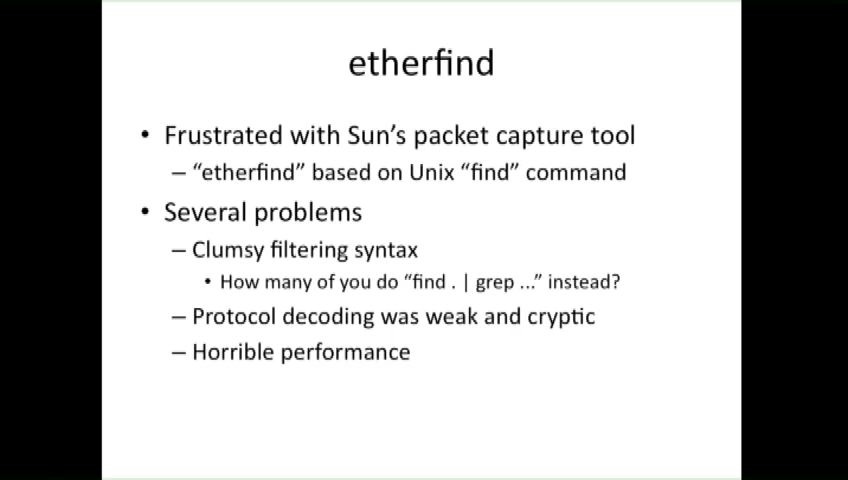 etherfind
• Frustrated with Sun’s packet capture tool
– “etherfind” based on Unix “find” command
• Several problems
– Clumsy filtering syntax
• How many of you do “find . | grep ...” instead?
– Protocol decoding was weak and cryptic
– Horrible performance